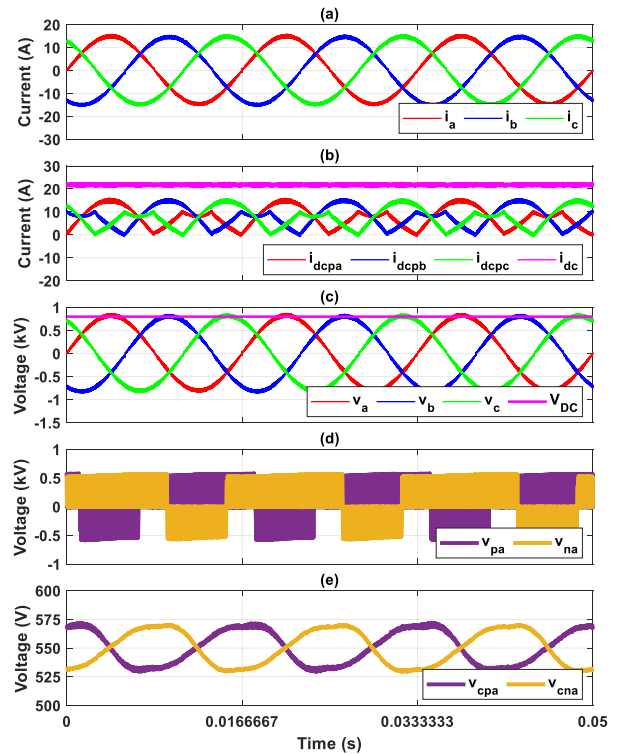 (a)
20
10
0
-10
-20
-30
Current (A)
i_a i_b i_c
(b)
30
20
10
0
-10
-20
Current (A)
i_dcpa i_dcpb i_dcpc i_dc
(c)
1
0.5
0
-0.5
-1
-1.5
Voltage (kV)
v_a v_b v_c V_DC
(d)
1
0.5
0
-0.5
-1
Voltage (kV)
v_pa v_na
(e)
600
575
550
525
500
Voltage (V)
v_cpa v_cna
0 0.0166667 0.0333333 0.05
Time (s)